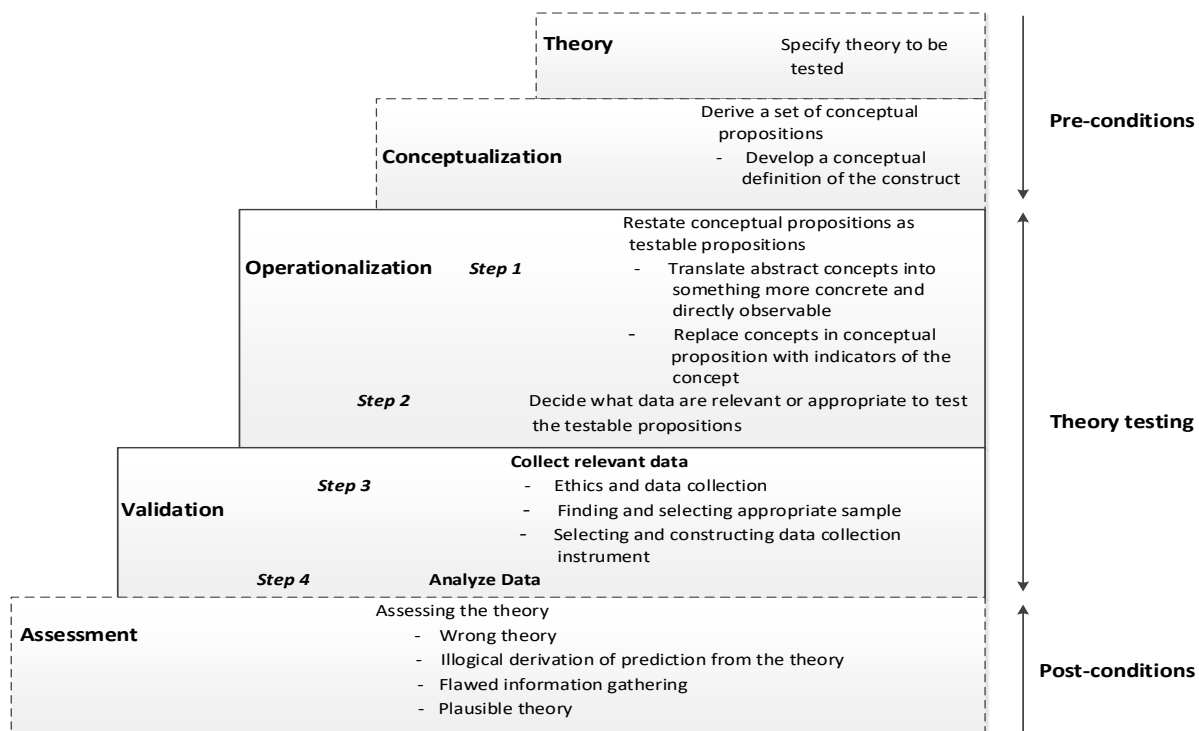 Theory
Specify theory to be
tested
Pre-conditions
Conceptualization
Derive a set of conceptual
propositions
- Develop a conceptual
definition of the construct
Operationalization
Step 1
Restate conceptual propositions as
testable propositions
- Translate abstract concepts into
something more concrete and
directly observable
- Replace concepts in conceptual
proposition with indicators of the
concept
Step 2
Decide what data are relevant or appropriate to test
the testable propositions
Theory testing
Validation
Step 3
Collect relevant data
- Ethics and data collection
- Finding and selecting appropriate sample
- Selecting and constructing data collection
instrument
Step 4
Analyze Data
Assessment
Assessing the theory
- Wrong theory
- Illogical derivation of prediction from the theory
- Flawed information gathering
- Plausible theory
Post-conditions